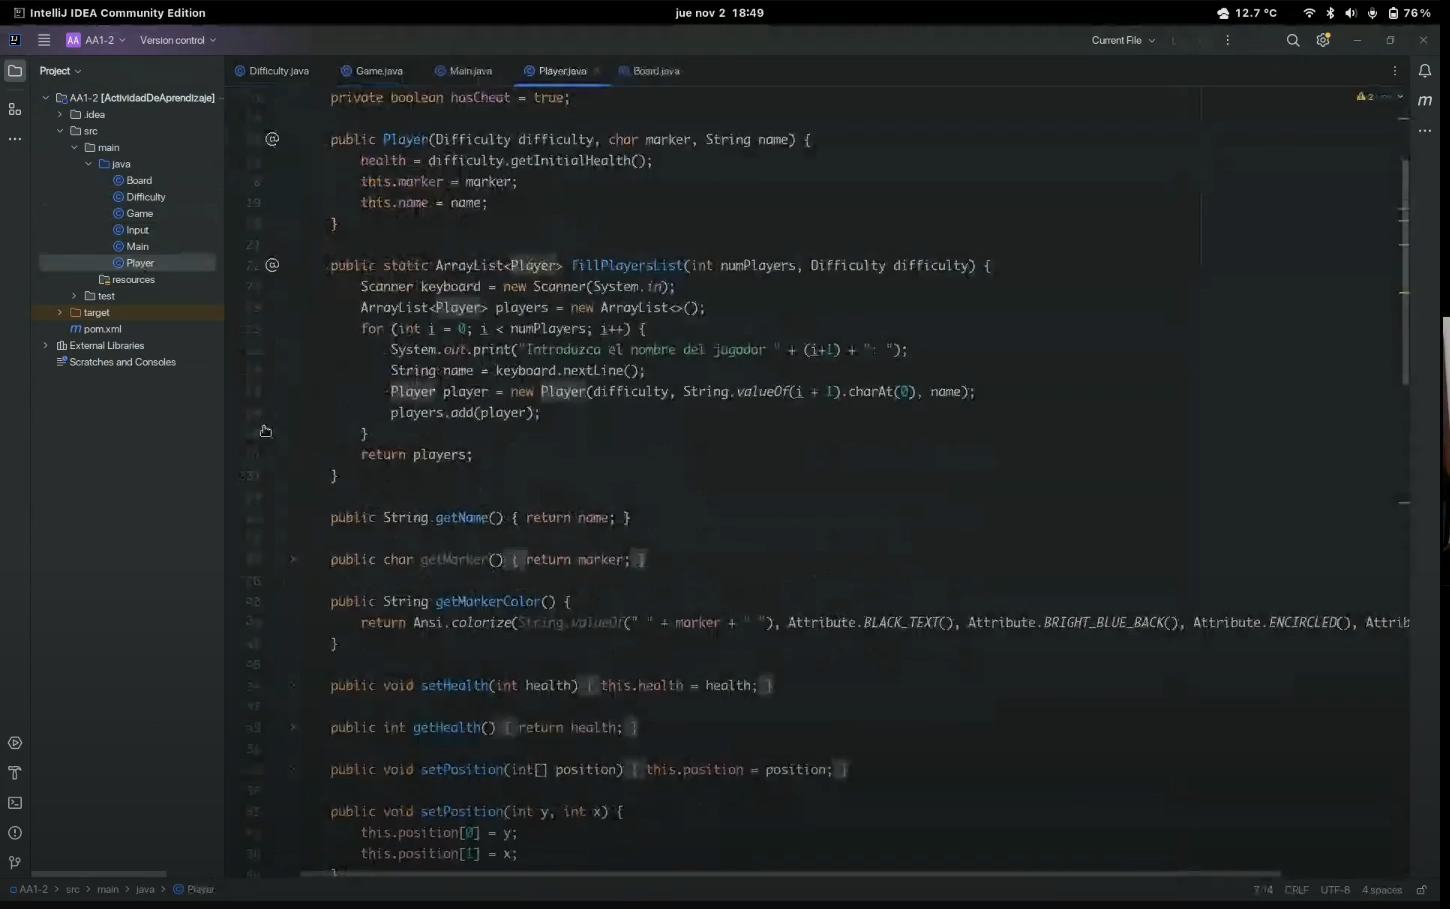 IntelliJ IDEA Community Edition
jue nov 2 18:49
12.7 °C
76%
AA AA1-2
Version control
Current File
Project
Difficulty.java
Game.java
Main.java
Player.java
Board.java
AA1-2 [ActividadDeAprendizaje]
.idea
src
main
java
Board
Difficulty
Game
Input
Main
Player
resources
test
target
pom.xml
External Libraries
Scratches and Consoles
private boolean hasCheat = true;
2
public Player(Difficulty difficulty, char marker, String name) {
health = difficulty.getInitialHealth();
this.marker = marker;
this.name = name;
}
public static ArrayList<Player> FillPlayersList(int numPlayers, Difficulty difficulty) {
Scanner keyboard = new Scanner(System.in);
ArrayList<Player> players = new ArrayList<>();
for (int i = 0; i < numPlayers; i++) {
System.out.print("Introduzca el nombre del jugador " + (i+1) + ": ");
String name = keyboard.nextLine();
Player player = new Player(difficulty, String.valueOf(i + 1).charAt(0), name);
players.add(player);
}
return players;
}
public String getName() { return name; }
public char getMarker() { return marker; }
public String getMarkerColor() {
return Ansi.colorize(String.valueOf(" " + marker + " "), Attribute.BLACK_TEXT(), Attribute.BRIGHT_BLUE_BACK(), Attribute.ENCIRCLED(), Attrib
}
public void setHealth(int health) { this.health = health; }
public int getHealth() { return health; }
public void setPosition(int[] position) { this.position = position; }
public void setPosition(int y, int x) {
this.position[0] = y;
this.position[1] = x;
}
AA1-2 > src > main > java > Player
CRLF
UTF-8
4 spaces